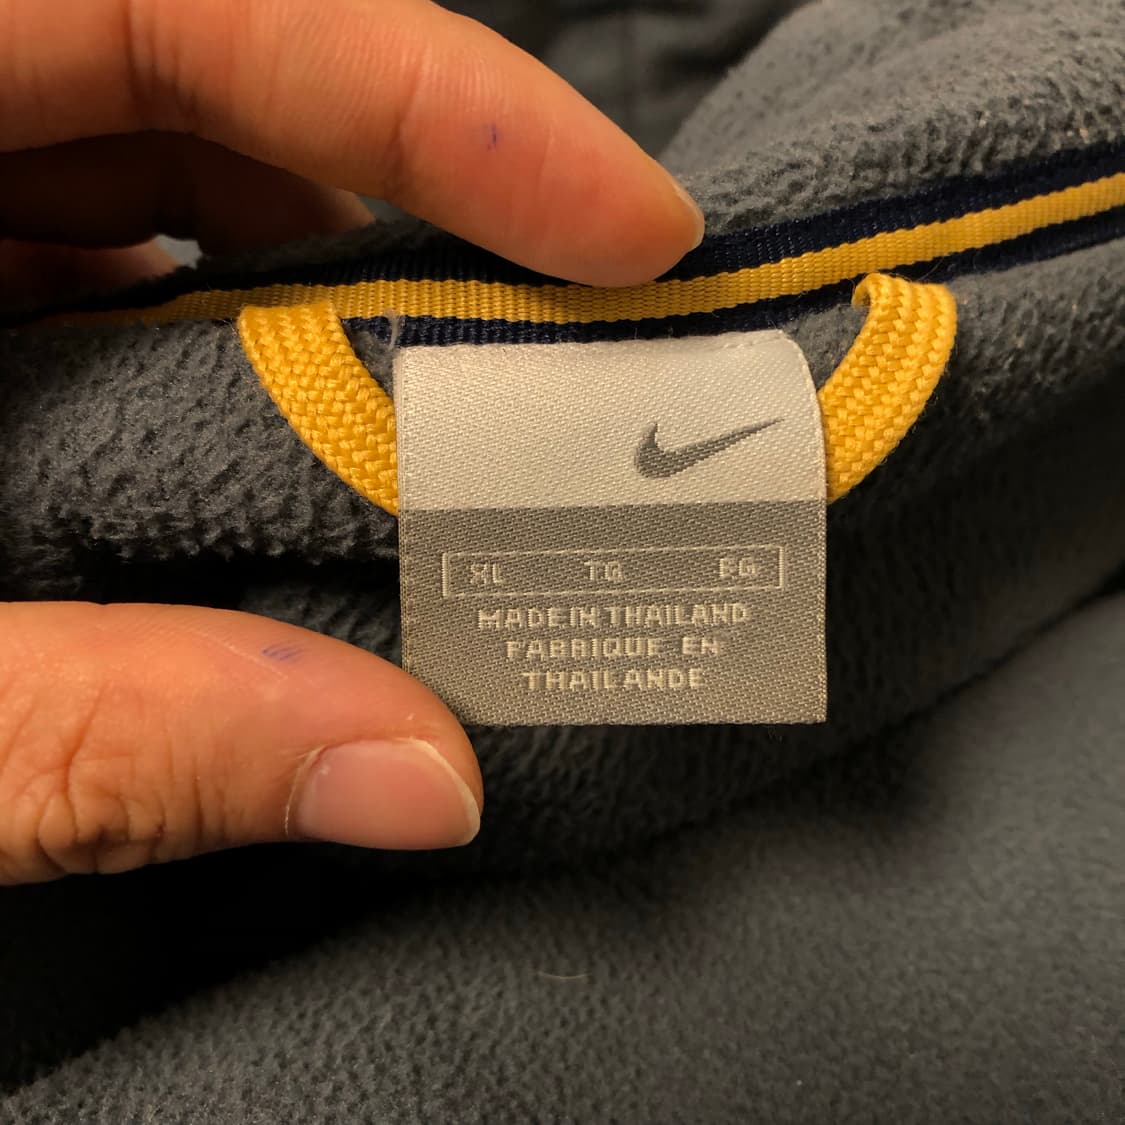 XL TG EG
MADE IN THAILAND
FABRIQUE EN
THAILANDE